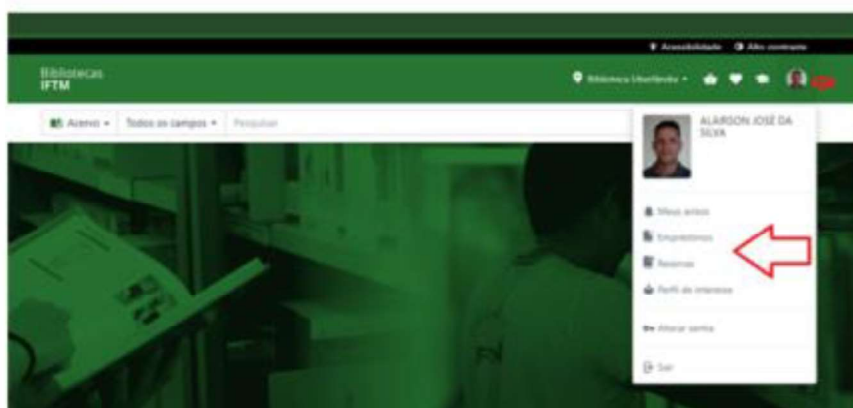 Acessibilidade Alto contraste
Bibliotecas
IFTM
Biblioteca Uberlândia
Acervo Todos os campos Pesquisar
ALAIRSON JOSÉ DA
SILVA
Meus avisos
Empréstimos
Reservas
Perfil de interesse
Alterar senha
Sair